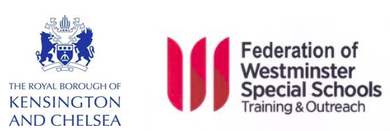 THE ROYAL BOROUGH OF
KENSINGTON
AND CHELSEA
Federation of
Westminster
Special Schools
Training & Outreach